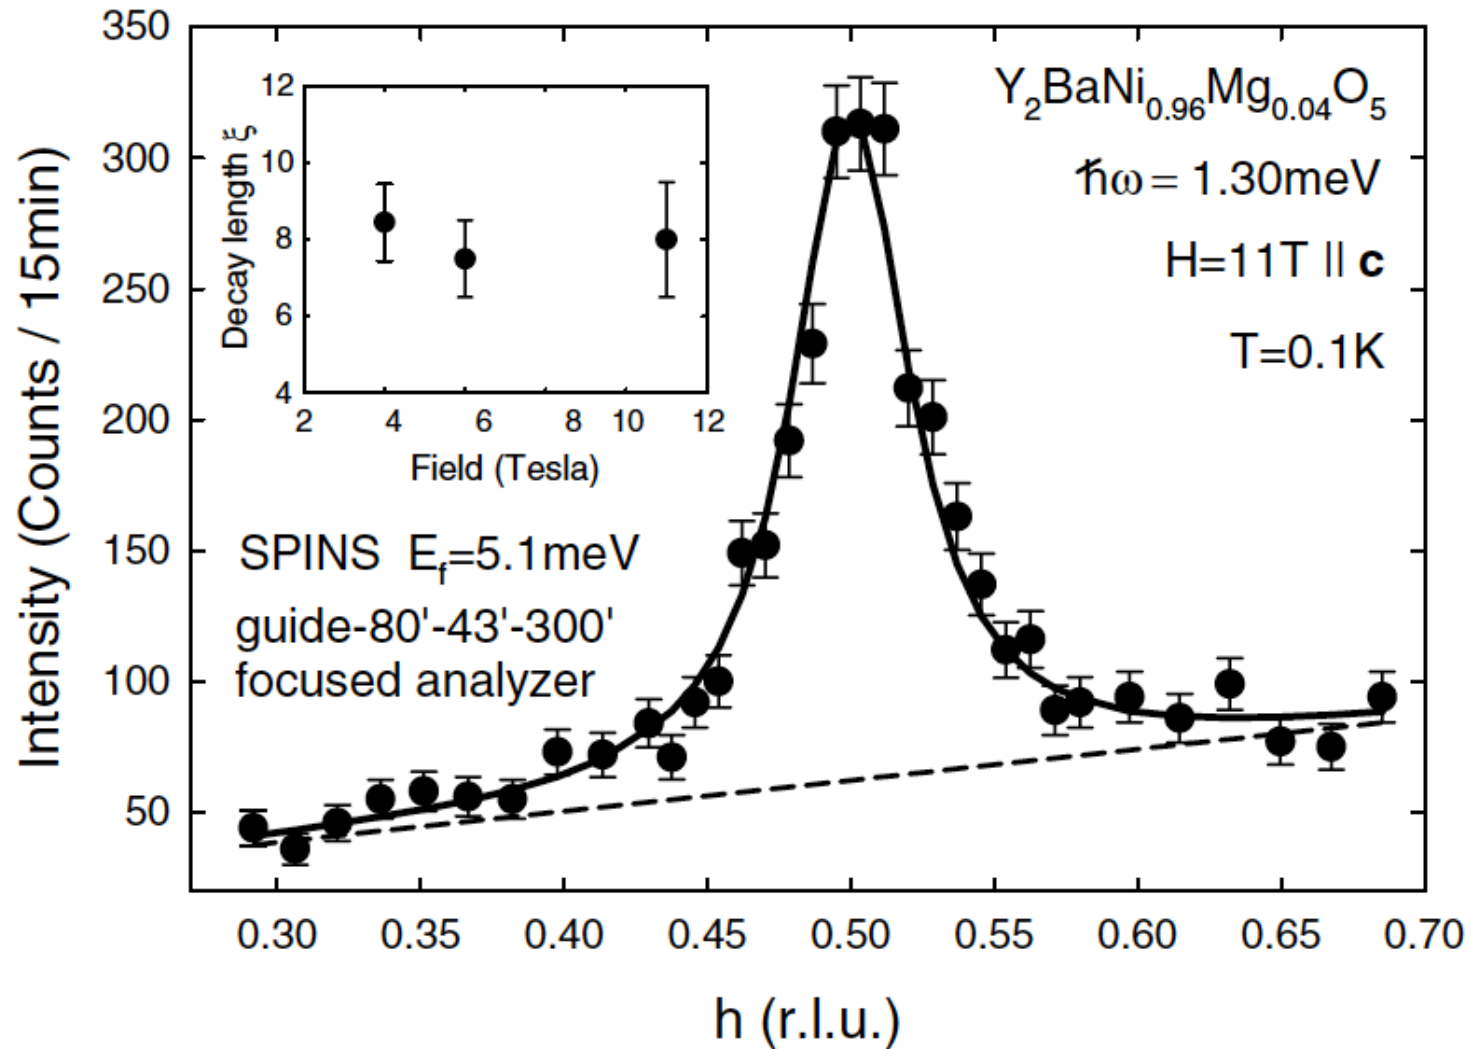 350
300
250
200
150
100
50
Intensity (Counts / 15min)
0.30 0.35 0.40 0.45 0.50 0.55 0.60 0.65 0.70
h (r.l.u.)
12
10
8
6
4
Decay length ξ
2 4 6 8 10 12
Field (Tesla)
Y₂BaNi₀.₉₆Mg₀.₀₄O₅
ħω = 1.30meV
H=11T || c
T=0.1K
SPINS E_f=5.1meV
guide-80'-43'-300'
focused analyzer